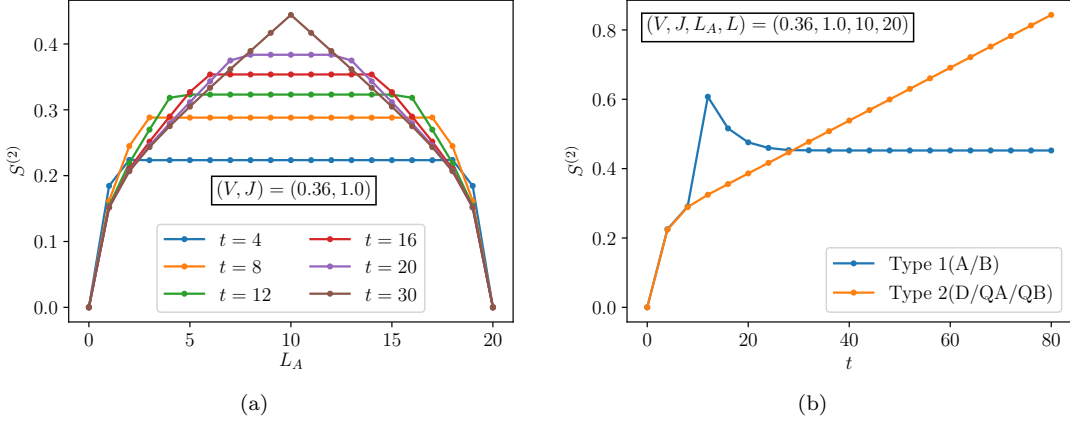 0.4
0.3
0.2
0.1
0.0
S^{(2)}
(V, J) = (0.36, 1.0)
t = 4
t = 8
t = 12
t = 16
t = 20
t = 30
0 5 10 15 20
L_A
(a)
0.8
0.6
0.4
0.2
0.0
S^{(2)}
(V, J, L_A, L) = (0.36, 1.0, 10, 20)
Type 1(A/B)
Type 2(D/QA/QB)
0 20 40 60 80
t
(b)